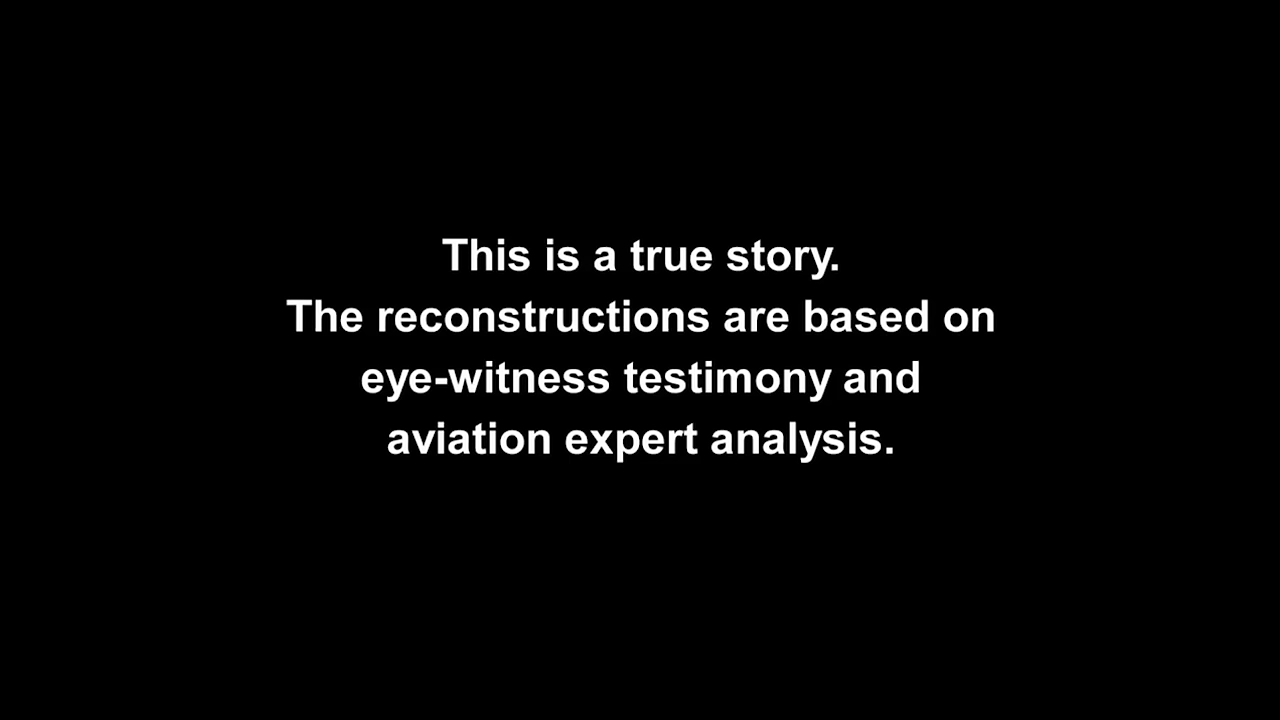 This is a true story.
The reconstructions are based on
eye-witness testimony and
aviation expert analysis.